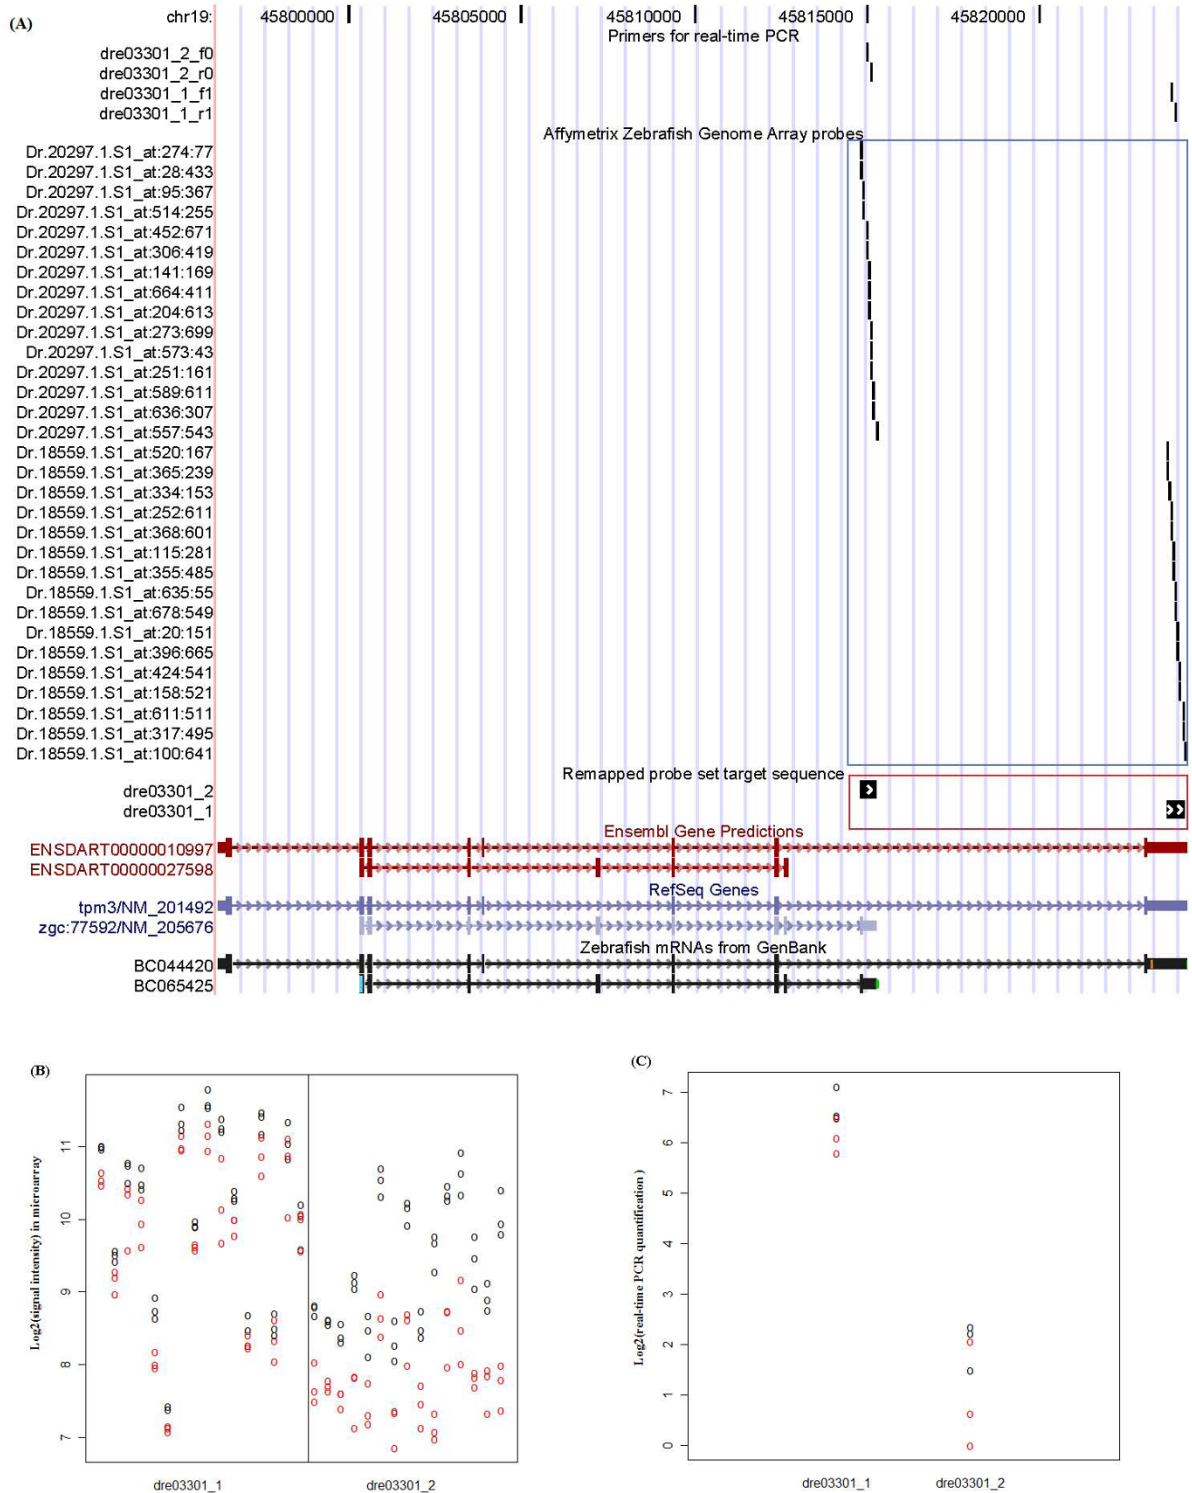 (A)
chr19: 45800000 45805000 45810000 45815000 45820000
Primers for real-time PCR
dre03301_2_f0
dre03301_2_r0
dre03301_1_f1
dre03301_1_r1
Affymetrix Zebrafish Genome Array probes
Dr.20297.1.S1_at:274:77
Dr.20297.1.S1_at:28:433
Dr.20297.1.S1_at:95:367
Dr.20297.1.S1_at:514:255
Dr.20297.1.S1_at:452:671
Dr.20297.1.S1_at:306:419
Dr.20297.1.S1_at:141:169
Dr.20297.1.S1_at:664:411
Dr.20297.1.S1_at:204:613
Dr.20297.1.S1_at:273:699
Dr.20297.1.S1_at:573:43
Dr.20297.1.S1_at:251:161
Dr.20297.1.S1_at:589:611
Dr.20297.1.S1_at:636:307
Dr.20297.1.S1_at:557:543
Dr.18559.1.S1_at:520:167
Dr.18559.1.S1_at:365:239
Dr.18559.1.S1_at:334:153
Dr.18559.1.S1_at:252:611
Dr.18559.1.S1_at:368:601
Dr.18559.1.S1_at:115:281
Dr.18559.1.S1_at:355:485
Dr.18559.1.S1_at:635:55
Dr.18559.1.S1_at:678:549
Dr.18559.1.S1_at:20:151
Dr.18559.1.S1_at:396:665
Dr.18559.1.S1_at:424:541
Dr.18559.1.S1_at:158:521
Dr.18559.1.S1_at:611:511
Dr.18559.1.S1_at:317:495
Dr.18559.1.S1_at:100:641
Remapped probe set target sequence
dre03301_2
dre03301_1
Ensembl Gene Predictions
ENSDART00000010997
ENSDART00000027598
RefSeq Genes
tpm3/NM_201492
zgc:77592/NM_205676
Zebrafish mRNAs from GenBank
BC044420
BC065425
(B)
Log2(signal intensity) in microarray
11
10
9
8
7
dre03301_1 dre03301_2
(C)
Log2(real-time PCR quantification )
7
6
5
4
3
2
1
0
dre03301_1 dre03301_2